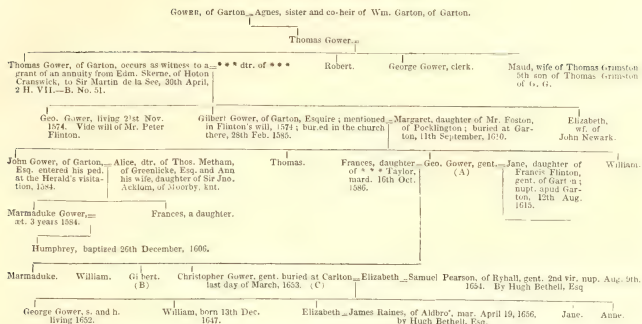 GOWER, of Garton = Agnes, sister and co-heir of Wm. Garton, of Garton.
Thomas Gower. =
Thomas Gower, of Garton, occurs as witness to a
grant of an annuity from Edm. Skerne, of Hoton
Cranswick, to Sir Martin de la See, 30th April,
2 H. VII.—B. No. 51.
= * * * dtr. of * * *
Robert.
George Gower, clerk.
Maud, wife of Thomas Grimston
5th son of Thomas Grimston
of G. G.
Geo. Gower, living 21st Nov.
1574. Vide will of Mr. Peter
Flinton.
Gilbert Gower, of Garton, Esquire; mentioned
in Flinton's will, 1574; buried in the church
there, 28th Feb. 1585.
= Margaret, daughter of Mr. Foston,
of Pocklington; buried at Gar-
ton, 11th September, 1610.
Elizabeth,
wf. of
John Newark.
John Gower, of Garton,
Esq. entered his ped.
at the Herald's visita-
tion, 1584.
= Alice, dtr. of Thos. Metham,
of Greenlicke, Esq. and Ann
his wife, daughter of Sir Jno.
Acklam, of Moorby, knt.
Thomas.
Frances, daughter
of * * * Taylor,
mard. 16th Oct.
1586.
= Geo. Gower, gent. =
(A)
Jane, daughter of
Francis Flinton,
gent. of Garton;
nupt. apud Gar-
ton, 12th Aug.
1615.
William.
Marmaduke Gower, =
æt. 3 years 1584.
Frances, a daughter.
Humphrey, baptized 26th December, 1606.
Marmaduke.
William.
Gilbert.
(B)
Christopher Gower, gent. buried at Carlton
last day of March, 1653. (C)
= Elizabeth = Samuel Pearson, of Ryhall, gent. 2nd vir. nup. Aug. 9th,
1654. By Hugh Bethell, Esq
George Gower, s. and h.
living 1652.
William, born 13th Dec.
1647.
Elizabeth = James Raines, of Aldbro', mar. April 19, 1656,
by Hugh Bethell, Esq
Jane.
Anne.